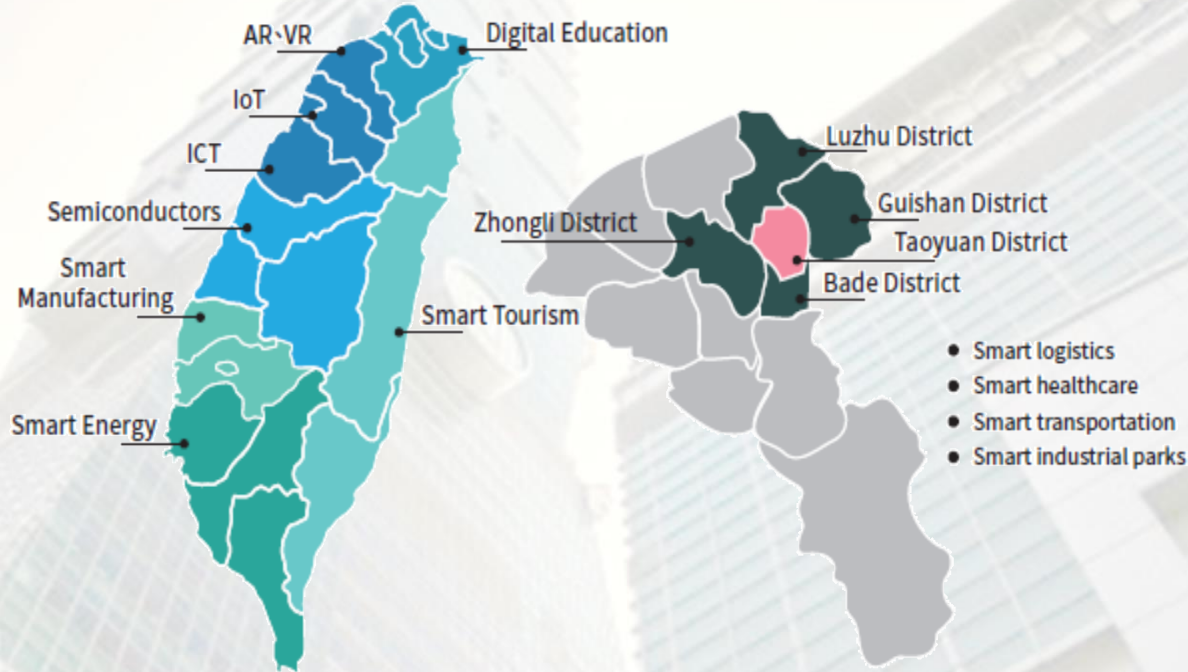 AR、VR
Digital Education
IoT
ICT
Semiconductors
Smart
Manufacturing
Smart Tourism
Smart Energy
Luzhu District
Zhongli District
Guishan District
Taoyuan District
Bade District
• Smart logistics
• Smart healthcare
• Smart transportation
• Smart industrial parks